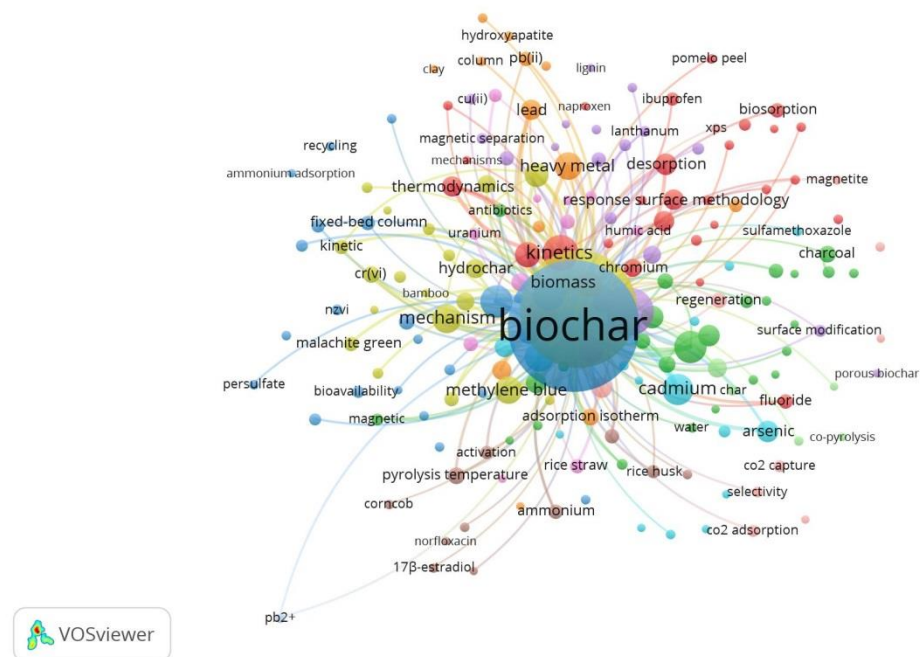 hydroxyapatite
column
pb(ii)
lignin
pomelo peel
clay
cu(ii)
lead
naproxen
ibuprofen
biosorption
recycling
magnetic separation
lanthanum
xps
ammonium adsorption
mechanisms
heavy metal
desorption
magnetite
thermodynamics
response surface methodology
antibiotics
fixed-bed column
uranium
humic acid
sulfamethoxazole
kinetic
kinetics
charcoal
cr(vi)
hydrochar
chromium
biomass
bamboo
regeneration
nzvi
mechanism
biochar
surface modification
malachite green
persulfate
bioavailability
methylene blue
cadmium
char
porous biochar
fluoride
magnetic
adsorption isotherm
water
arsenic
co-pyrolysis
activation
pyrolysis temperature
rice straw
rice husk
co2 capture
corncob
selectivity
ammonium
co2 adsorption
norfloxacin
17β-estradiol
pb2+
VOSviewer